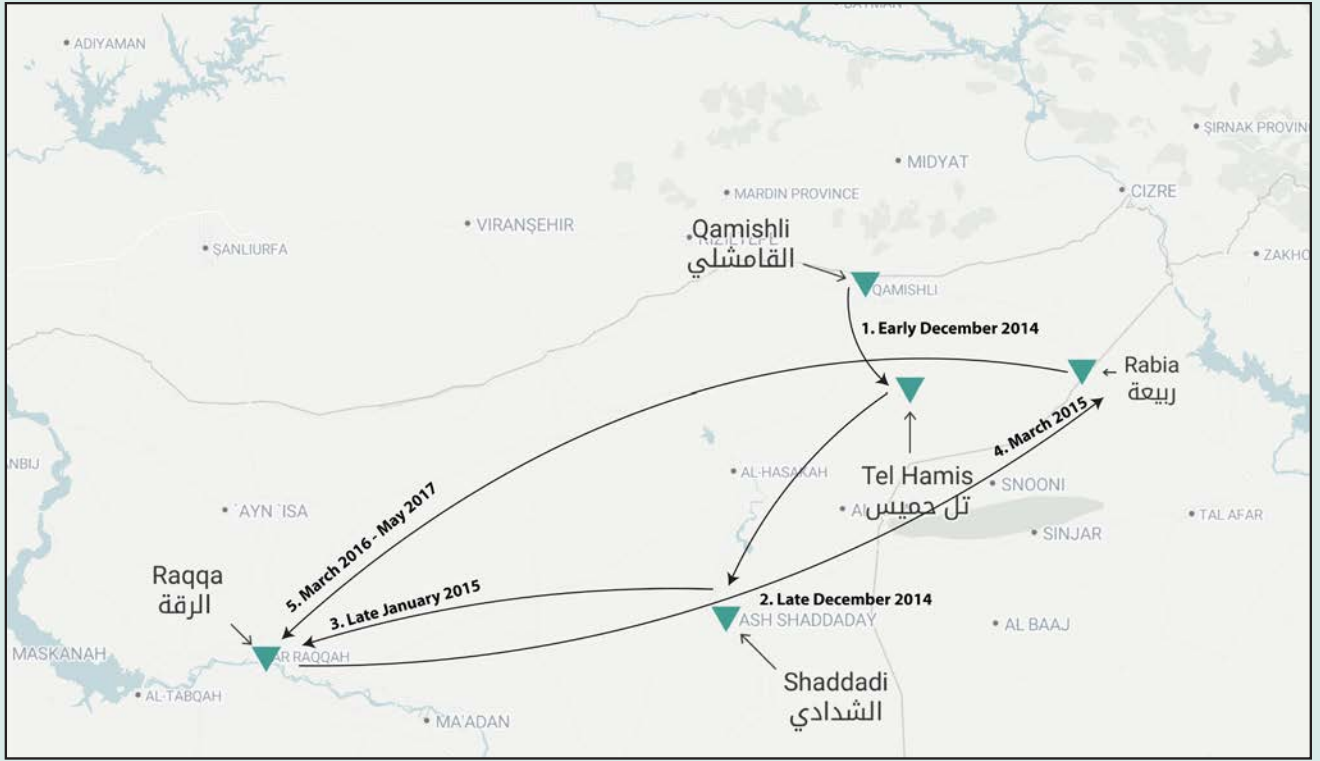 ADIYAMAN
ŞIRNAK PROVIN
MIDYAT
MARDIN PROVINCE
CIZRE
VIRANŞEHIR
Qamishli
القامشلي
ŞANLIURFA
ZAKHO
QAMISHLI
1. Early December 2014
Rabia
ربيعة
4. March 2015
ANBIJ
AL-HASAKAH
Tel Hamis
تل حميس
SNOONI
5. March 2016 - May 2017
'AYN 'ISA
TAL AFAR
SINJAR
Raqqa
الرقة
3. Late January 2015
2. Late December 2014
ASH SHADDADAY
AL BAAJ
MASKANAH
AR RAQQAH
Shaddadi
الشدادي
AL-TABQAH
MA'ADAN